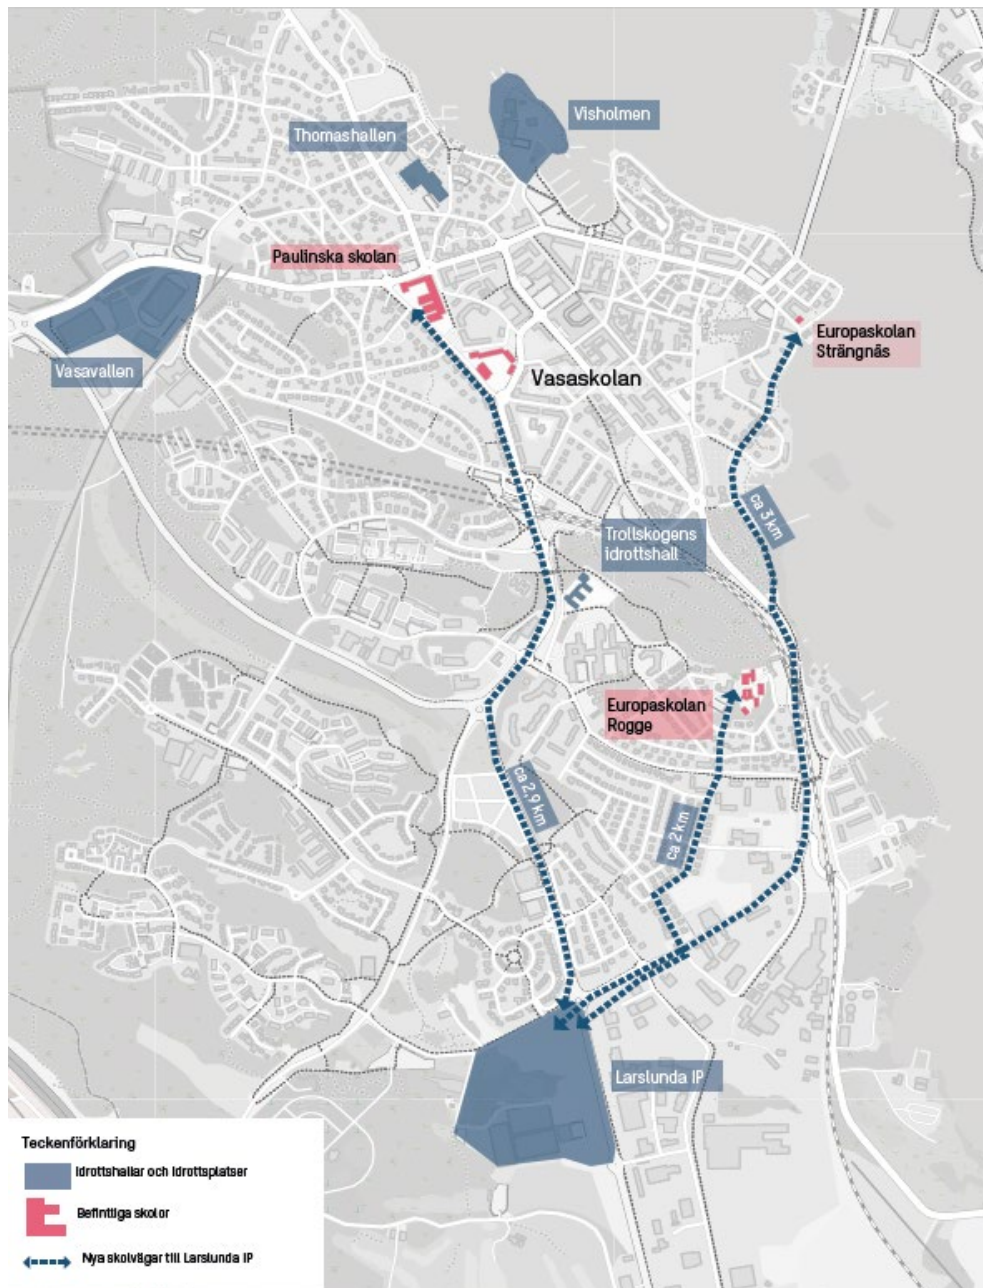 Visholmen
Thomashallen
Paulinska skolan
Europaskolan
Strängnäs
Vasavallen
Vasaskolan
ca 3 km
Trollskogens
idrottshall
Europaskolan
Rogge
ca 2,9 km
ca 2 km
Larslunda IP
Teckenförklaring
Idrottshallar och Idrottsplatser
Befintliga skolor
Nya skolvägar till Larslunda IP